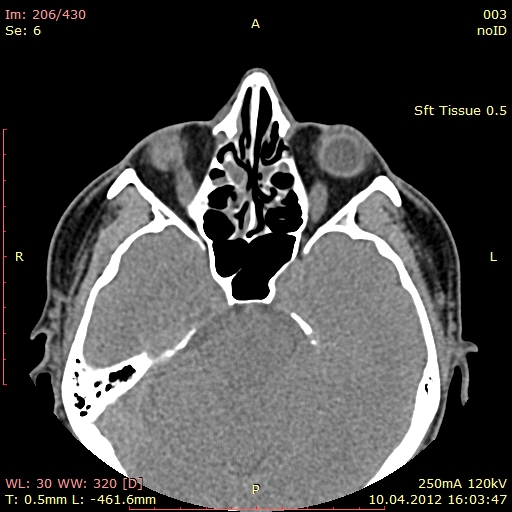 Im: 206/430
Se: 6
A
003
noID
Sft Tissue 0.5
R
L
WL: 30 WW: 320 [D]
T: 0.5mm L: -461.6mm
P
250mA 120kV
10.04.2012 16:03:47